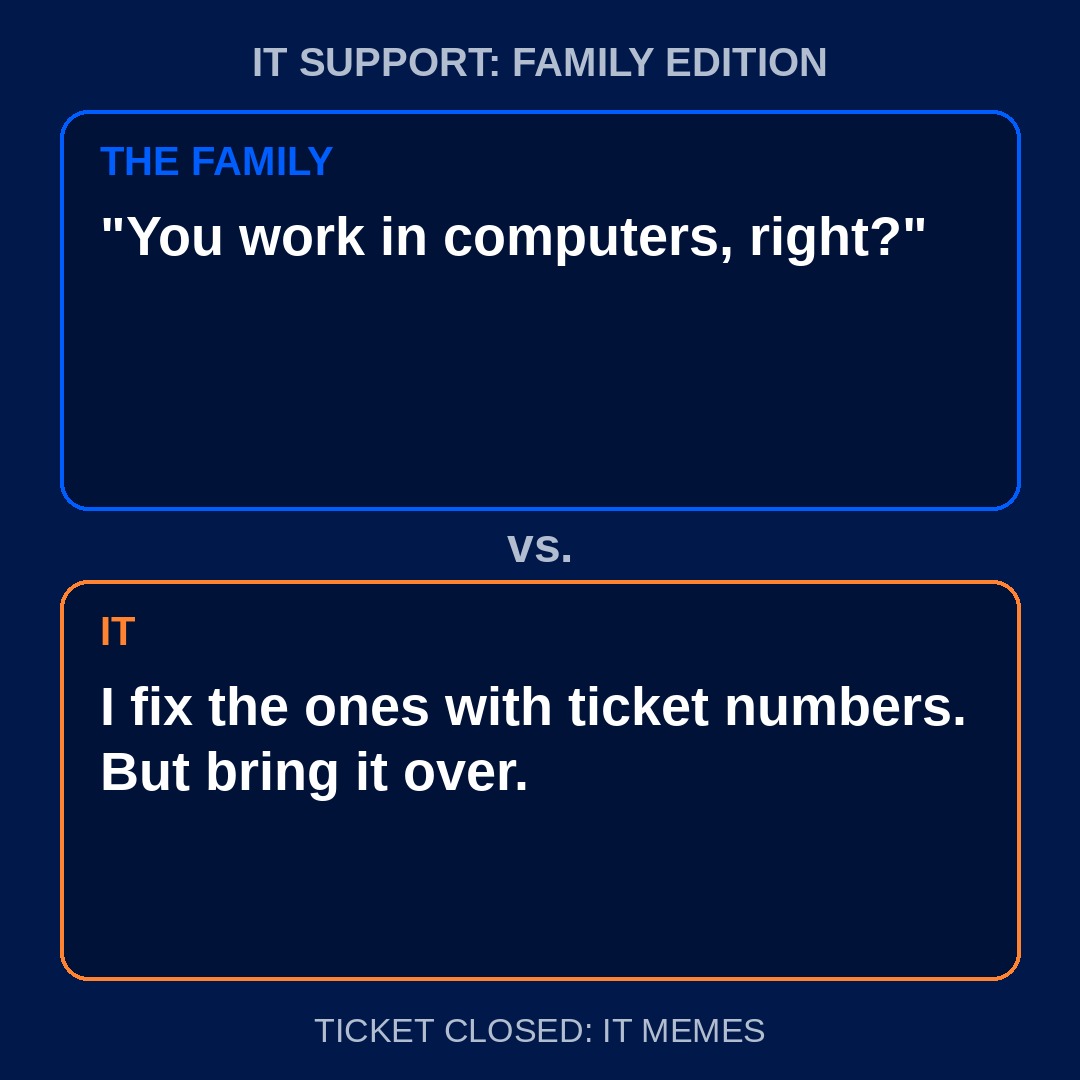 IT SUPPORT: FAMILY EDITION
THE FAMILY
"You work in computers, right?"
vs.
IT
I fix the ones with ticket numbers.
But bring it over.
TICKET CLOSED: IT MEMES